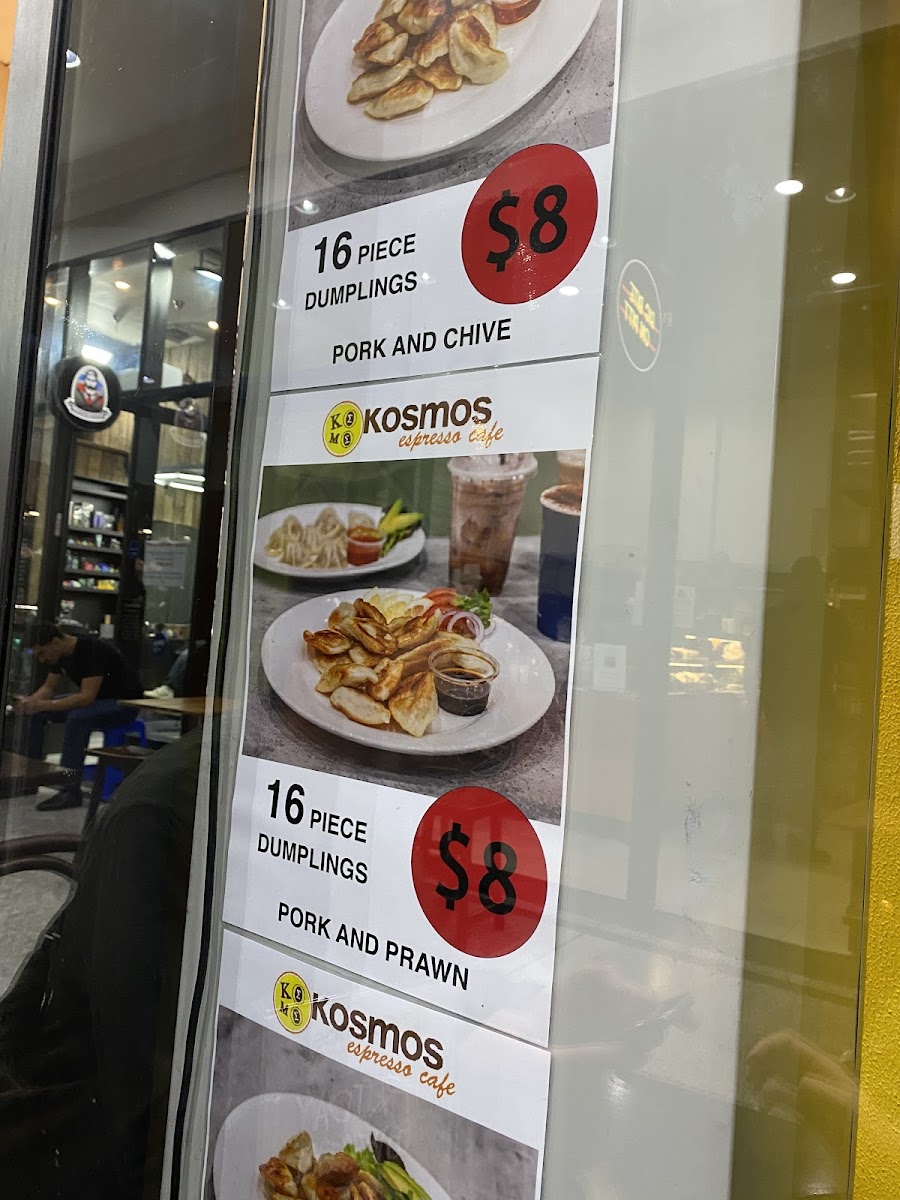 $8
16 PIECE
DUMPLINGS
PORK AND CHIVE
KOSMOS
espresso cafe
16 PIECE
DUMPLINGS
$8
PORK AND PRAWN
KOSMOS
espresso cafe